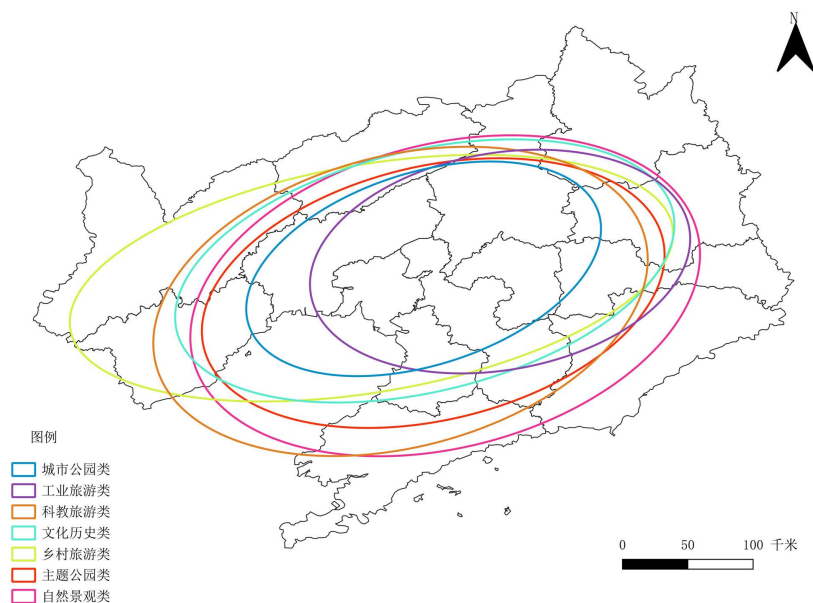 N
图例
城市公园类
工业旅游类
科教旅游类
文化历史类
乡村旅游类
主题公园类
自然景观类
0 50 100 千米